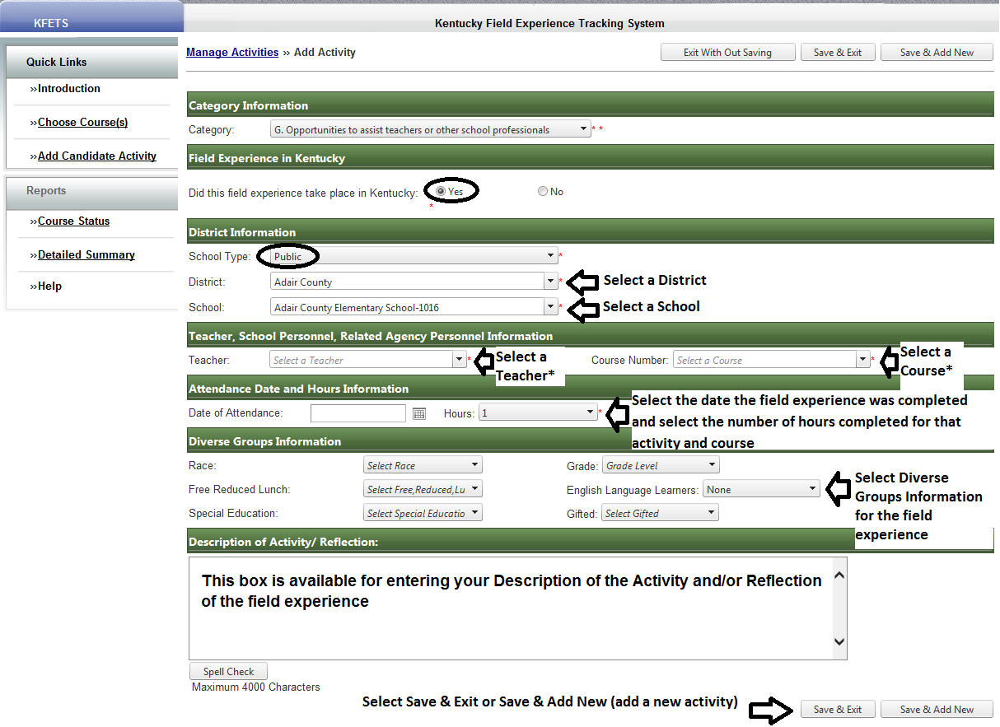 KFETS
Kentucky Field Experience Tracking System
Quick Links
»Introduction
»Choose Course(s)
»Add Candidate Activity
Reports
»Course Status
»Detailed Summary
»Help
Manage Activities » Add Activity
Exit With Out Saving
Save & Exit
Save & Add New
Category Information
Category: G. Opportunities to assist teachers or other school professionals * *
Field Experience in Kentucky
Did this field experience take place in Kentucky: Yes No
*
District Information
School Type: Public *
District: Adair County * Select a District
School: Adair County Elementary School-1016 * Select a School
Teacher, School Personnel, Related Agency Personnel Information
Teacher: Select a Teacher *
Select a
Teacher*
Course Number: Select a Course *
Select a
Course*
Attendance Date and Hours Information
Date of Attendance: Hours: 1 *
Select the date the field experience was completed
and select the number of hours completed for that
activity and course
Diverse Groups Information
Race: Select Race Grade: Grade Level
Free Reduced Lunch: Select Free,Reduced,Lu English Language Learners: None
Special Education: Select Special Educatio Gifted: Select Gifted
Select Diverse
Groups Information
for the field
experience
Description of Activity/ Reflection:
This box is available for entering your Description of the Activity and/or Reflection
of the field experience
Spell Check
Maximum 4000 Characters
Select Save & Exit or Save & Add New (add a new activity)
Save & Exit
Save & Add New